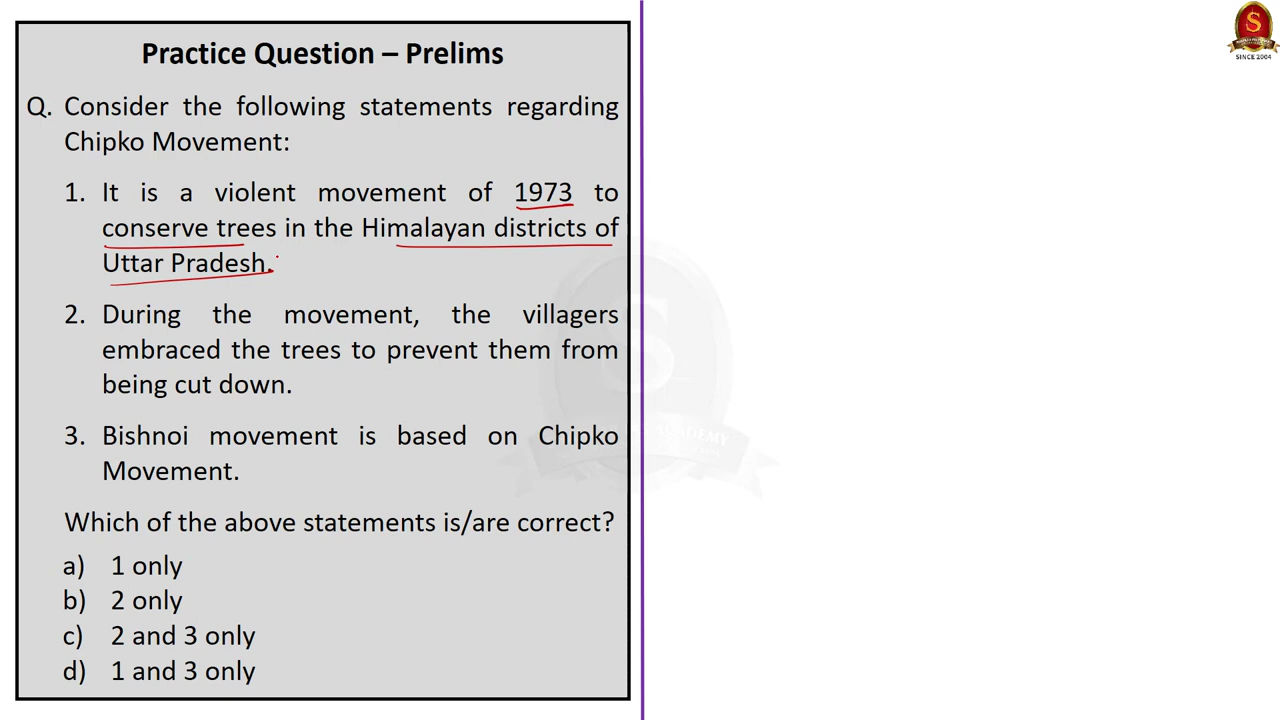 Practice Question – Prelims
Q. Consider the following statements regarding
Chipko Movement:
1. It is a violent movement of 1973 to
conserve trees in the Himalayan districts of
Uttar Pradesh.
2. During the movement, the villagers
embraced the trees to prevent them from
being cut down.
3. Bishnoi movement is based on Chipko
Movement.
Which of the above statements is/are correct?
a) 1 only
b) 2 only
c) 2 and 3 only
d) 1 and 3 only
S
SINCE 2004
S
ACADEMY